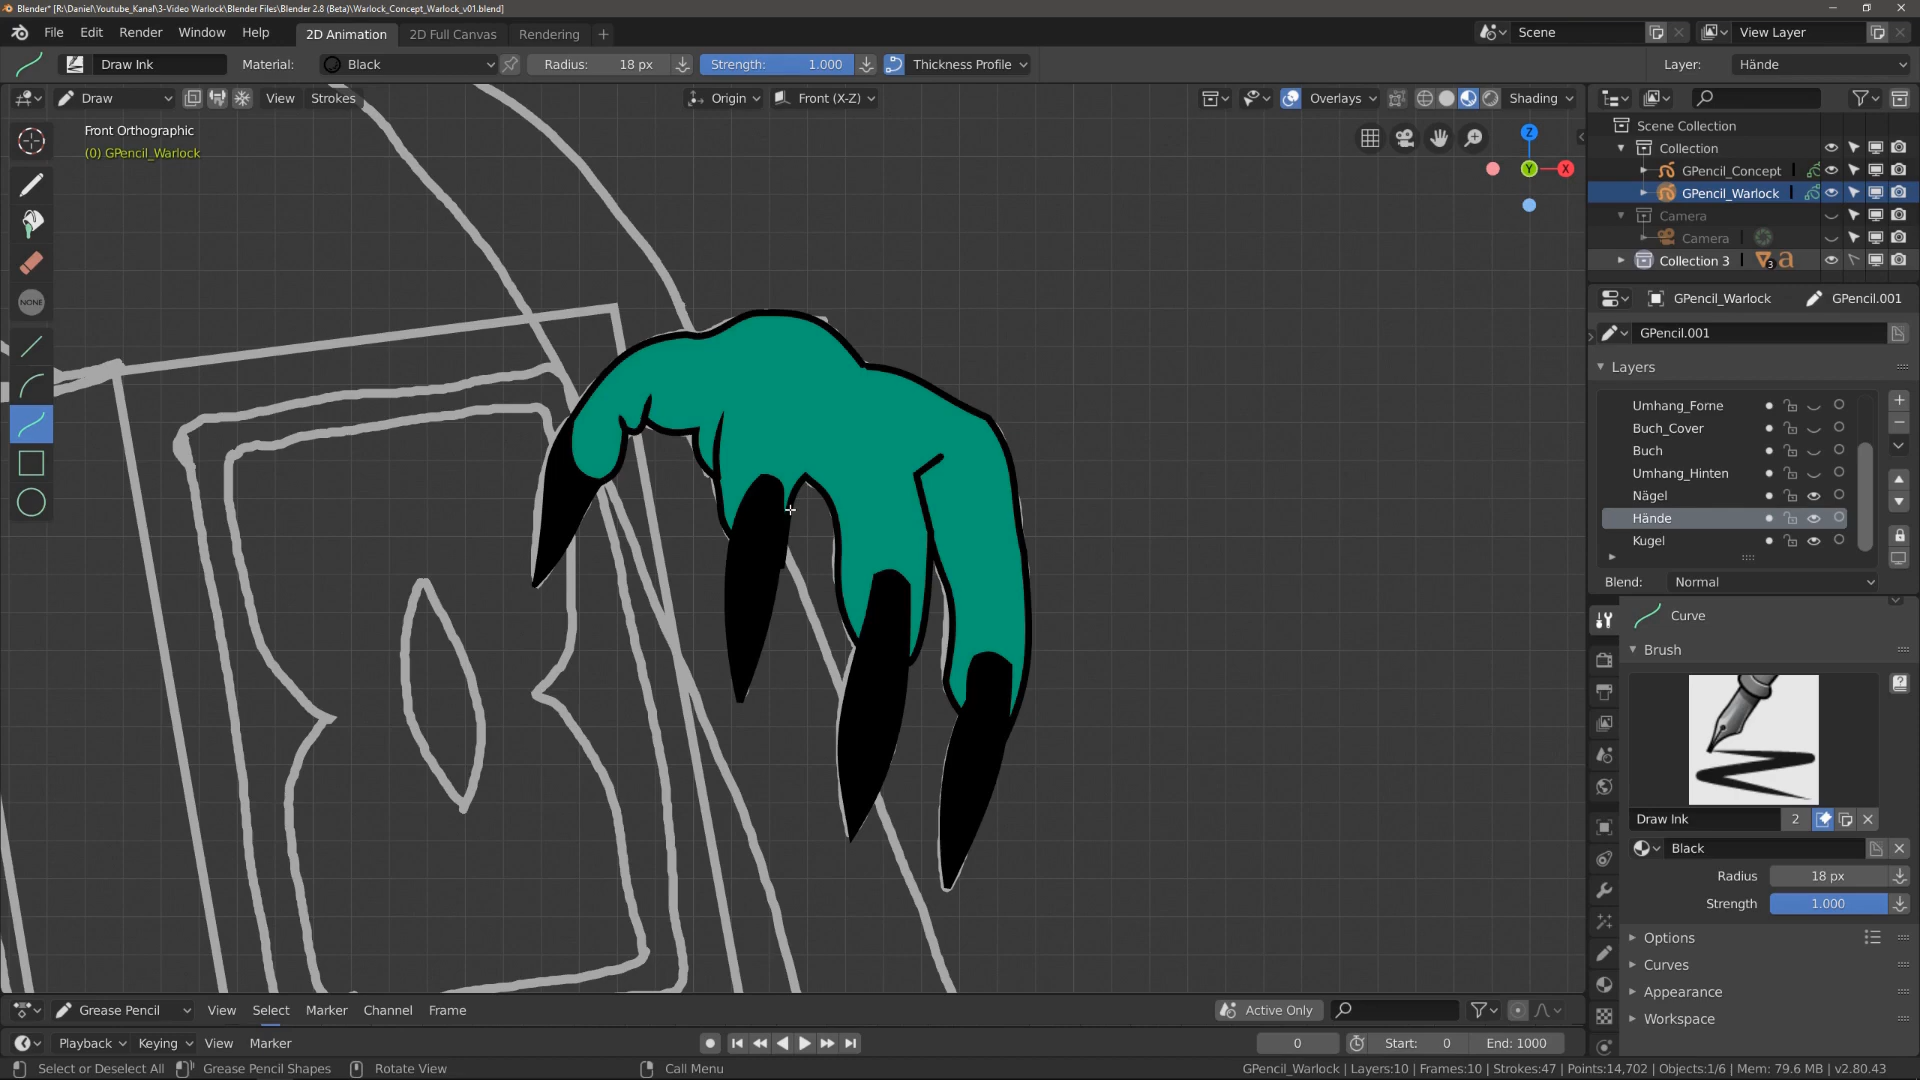 Blender* [R:\Daniel\Youtube_Kanal\3-Video Warlock\Blender Files\Blender 2.8 (Beta)\Warlock_Concept_Warlock_v01.blend]
File Edit Render Window Help 2D Animation 2D Full Canvas Rendering + Scene View Layer
Draw Ink Material: Black Radius: 18 px Strength: 1.000 Thickness Profile Layer: Hände
Draw View Strokes Origin Front (X-Z) Overlays Shading
Front Orthographic
(0) GPencil_Warlock
Z
Y
X
NONE
Scene Collection
Collection
GPencil_Concept
GPencil_Warlock
Camera
Camera
Collection 3 3
GPencil_Warlock GPencil.001
GPencil.001
Layers
Umhang_Forne
Buch_Cover
Buch
Umhang_Hinten
Nägel
Hände
Kugel
Blend: Normal
Curve
Brush
Draw Ink 2
Black
Radius 18 px
Strength 1.000
Options
Curves
Appearance
Workspace
Grease Pencil View Select Marker Channel Frame Active Only
Playback Keying View Marker 0 Start: 0 End: 1000
Select or Deselect All Grease Pencil Shapes Rotate View Call Menu GPencil_Warlock | Layers:10 | Frames:10 | Strokes:47 | Points:14,702 | Objects:1/6 | Mem: 79.6 MB | v2.80.43